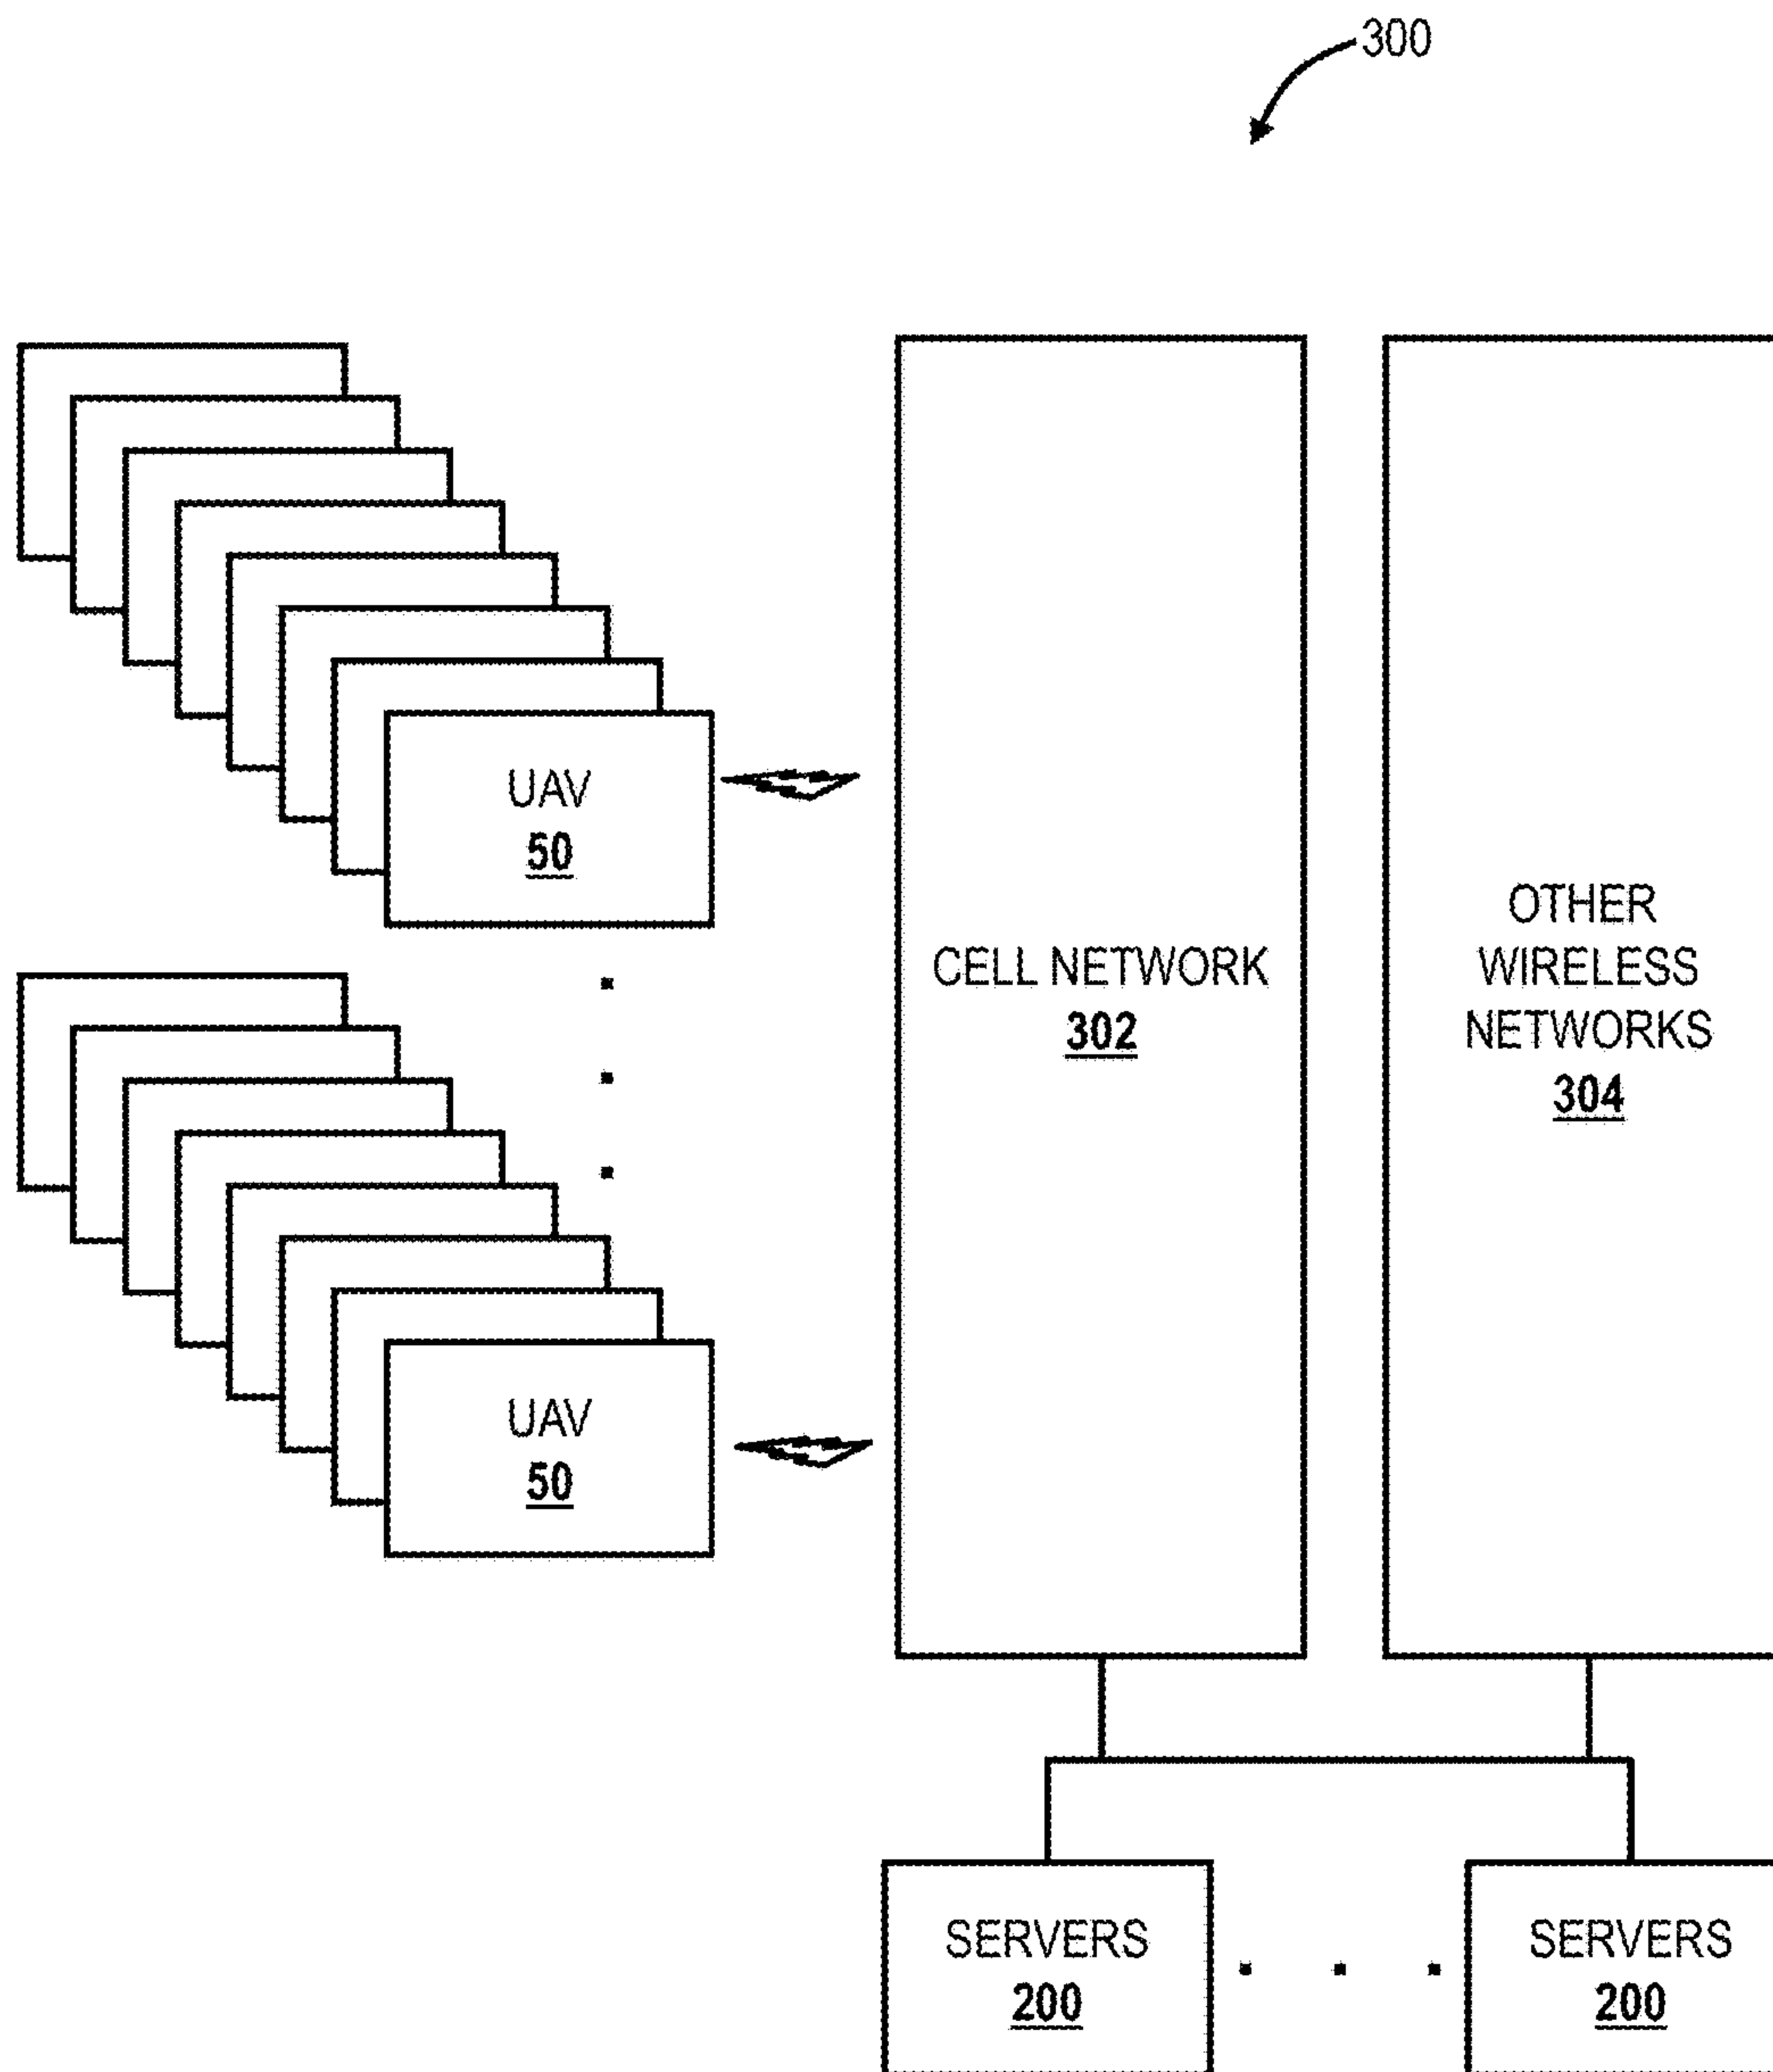 300
UAV
50
CELL NETWORK
302
OTHER
WIRELESS
NETWORKS
304
UAV
50
SERVERS
200
SERVERS
200